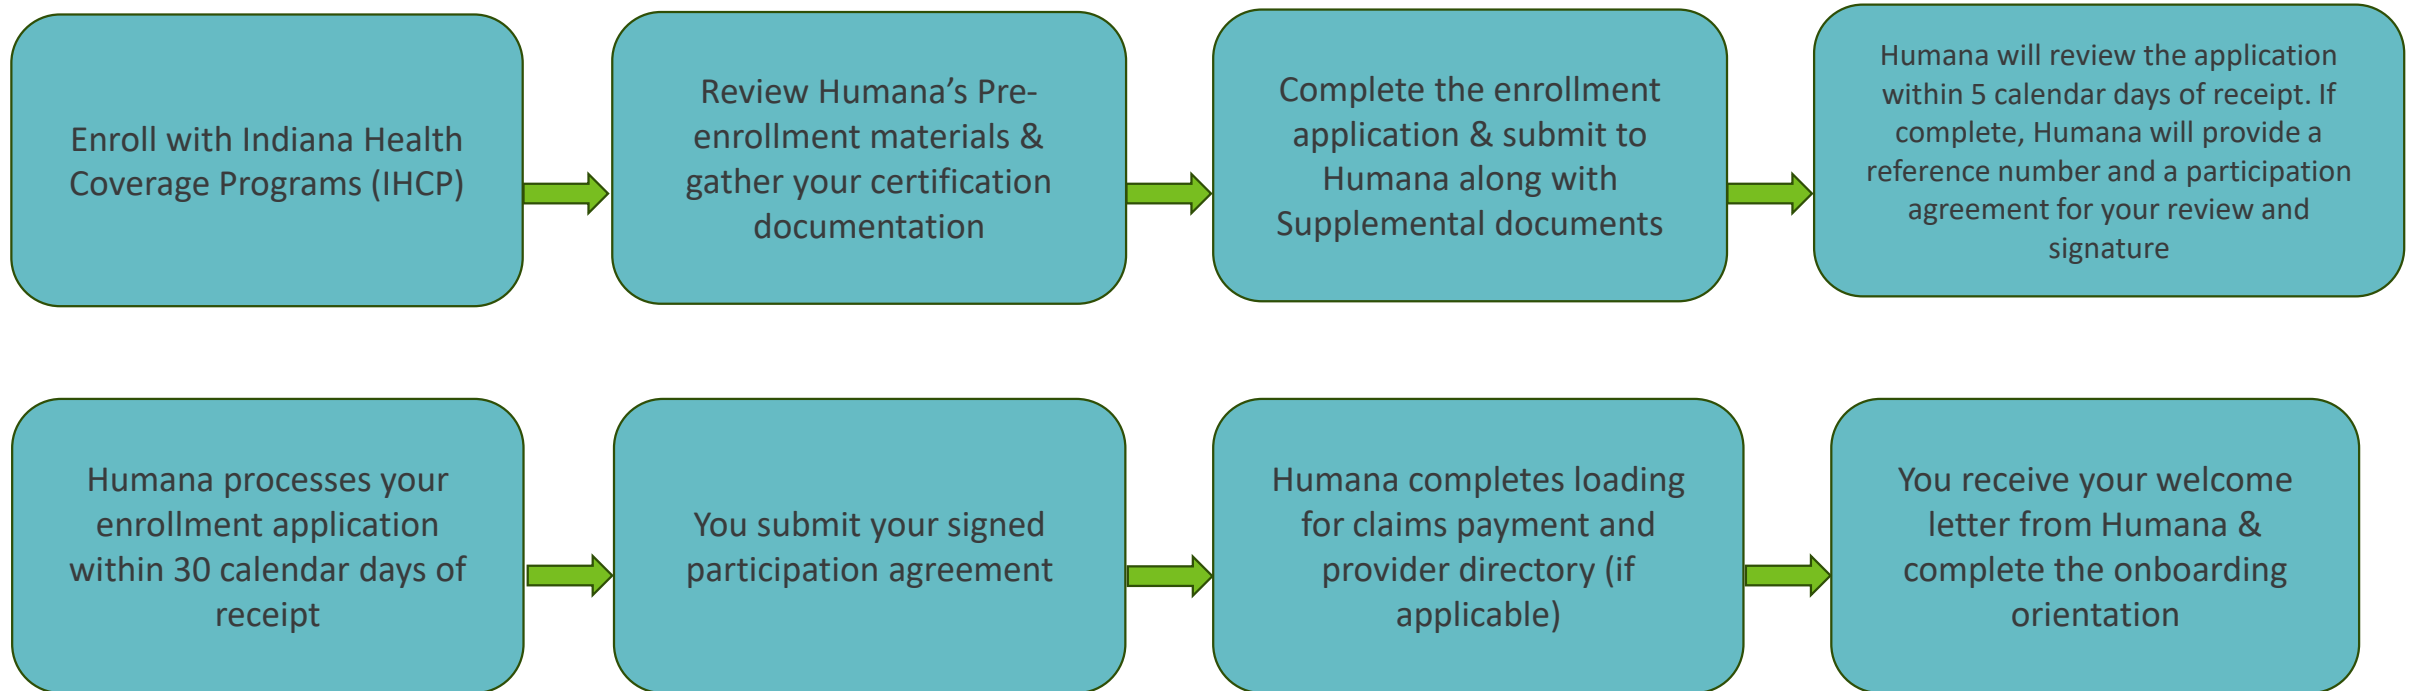 Enroll with Indiana Health
Coverage Programs (IHCP)
Review Humana’s Pre-
enrollment materials &
gather your certification
documentation
Complete the enrollment
application & submit to
Humana along with
Supplemental documents
Humana will review the application
within 5 calendar days of receipt. If
complete, Humana will provide a
reference number and a participation
agreement for your review and
signature
Humana processes your
enrollment application
within 30 calendar days of
receipt
You submit your signed
participation agreement
Humana completes loading
for claims payment and
provider directory (if
applicable)
You receive your welcome
letter from Humana &
complete the onboarding
orientation